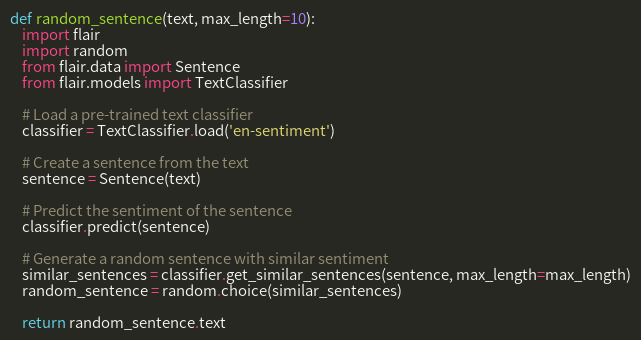 def random_sentence(text, max_length=10):
    import flair
    import random
    from flair.data import Sentence
    from flair.models import TextClassifier

    # Load a pre-trained text classifier
    classifier = TextClassifier.load('en-sentiment')

    # Create a sentence from the text
    sentence = Sentence(text)

    # Predict the sentiment of the sentence
    classifier.predict(sentence)

    # Generate a random sentence with similar sentiment
    similar_sentences = classifier.get_similar_sentences(sentence, max_length=max_length)
    random_sentence = random.choice(similar_sentences)

    return random_sentence.text